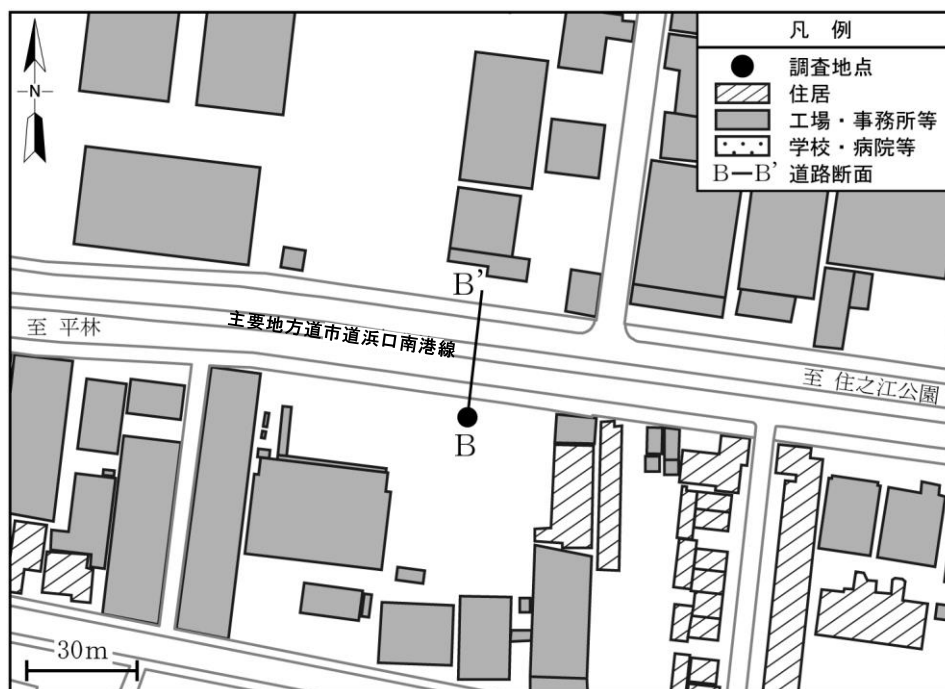 N
凡 例
調査地点
住居
工場・事務所等
学校・病院等
B―B’ 道路断面
B’
主要地方道市道浜口南港線
至 平林
至 住之江公園
B
30m